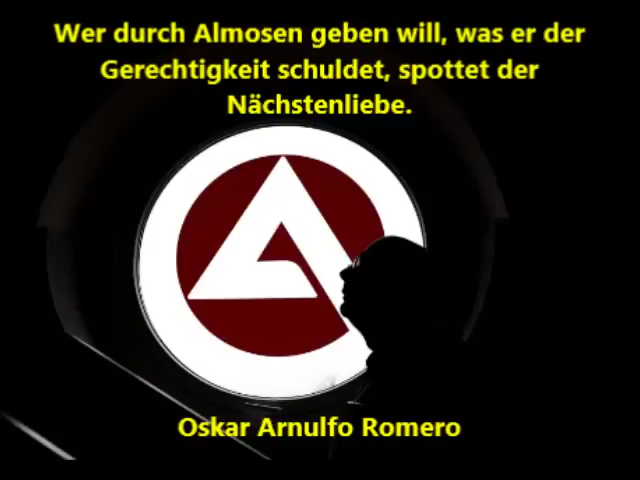 Wer durch Almosen geben will, was er der
Gerechtigkeit schuldet, spottet der
Nächstenliebe.
Oskar Arnulfo Romero